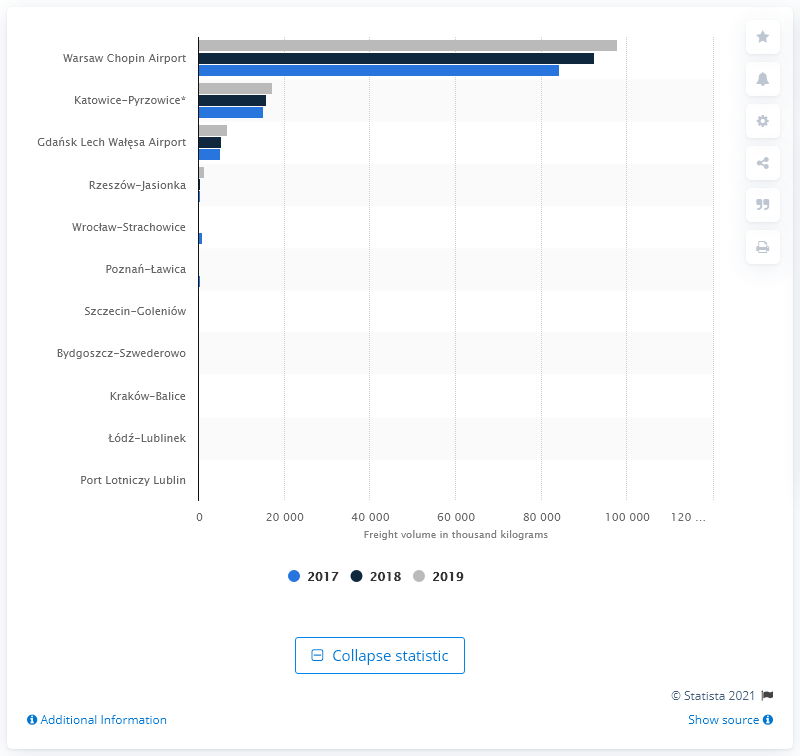 Warsaw Chopin Airport
Katowice–Pyrzowice*
Gdańsk Lech Wałęsa Airport
Rzeszów–Jasionka
Wrocław–Strachowice
Poznań–Ławica
Szczecin–Goleniów
Bydgoszcz–Szwederowo
Kraków–Balice
Łódź–Lublinek
Port Lotniczy Lublin
0 20 000 40 000 60 000 80 000 100 000 120 ...
Freight volume in thousand kilograms
2017 2018 2019
Collapse statistic
© Statista 2021
Additional Information Show source